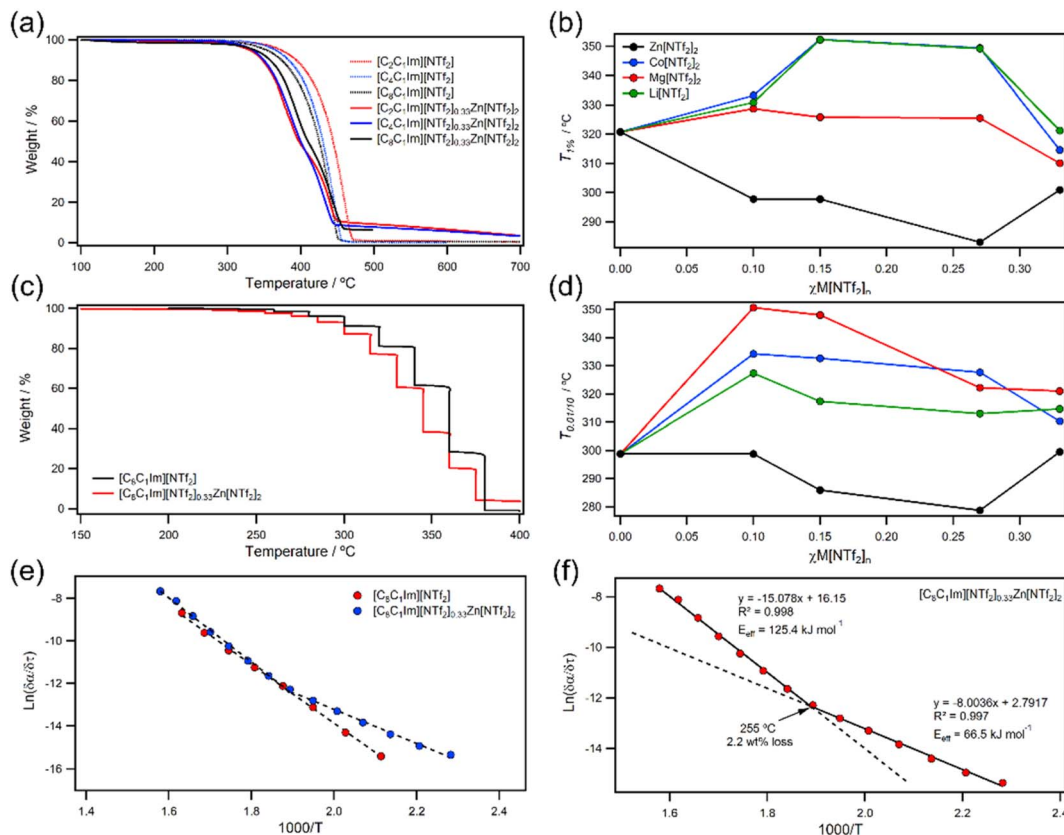 (a)
100
80
60
40
20
0
Weight / %
[C2C1Im][NTf2]
[C4C1Im][NTf2]
[C8C1Im][NTf2]
[C2C1Im][NTf2]0.33Zn[NTf2]2
[C4C1Im][NTf2]0.33Zn[NTf2]2
[C8C1Im][NTf2]0.33Zn[NTf2]2
100 200 300 400 500 600 700
Temperature / ºC
(b)
350
340
330
320
310
300
290
T1% / ºC
Zn[NTf2]2
Co[NTf2]2
Mg[NTf2]2
Li[NTf2]
0.00 0.05 0.10 0.15 0.20 0.25 0.30
χM[NTf2]n
(c)
100
80
60
40
20
0
Weight / %
[C8C1Im][NTf2]
[C8C1Im][NTf2]0.33Zn[NTf2]2
150 200 250 300 350 400
Temperature / ºC
(d)
350
340
330
320
310
300
290
280
T0.01/10 / ºC
0.00 0.05 0.10 0.15 0.20 0.25 0.30
χM[NTf2]n
(e)
-8
-10
-12
-14
-16
Ln(δα/δτ)
[C8C1Im][NTf2]
[C8C1Im][NTf2]0.33Zn[NTf2]2
1.4 1.6 1.8 2.0 2.2 2.4
1000/T
(f)
-8
-10
-12
-14
Ln(δα/δτ)
y = -15.078x + 16.15
R² = 0.998
Eeff = 125.4 kJ mol-1
[C8C1Im][NTf2]0.33Zn[NTf2]2
255 ºC
2.2 wt% loss
y = -8.0036x + 2.7917
R² = 0.997
Eeff = 66.5 kJ mol-1
1.6 1.8 2.0 2.2 2.4
1000/T